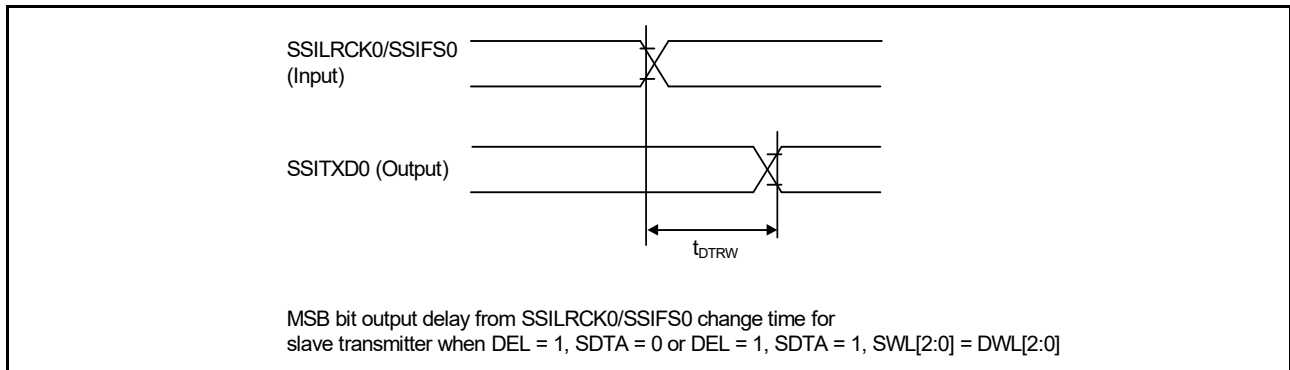 SSILRCK0/SSIFS0
(Input)
SSITXD0 (Output)
tDTRW
MSB bit output delay from SSILRCK0/SSIFS0 change time for
slave transmitter when DEL = 1, SDTA = 0 or DEL = 1, SDTA = 1, SWL[2:0] = DWL[2:0]